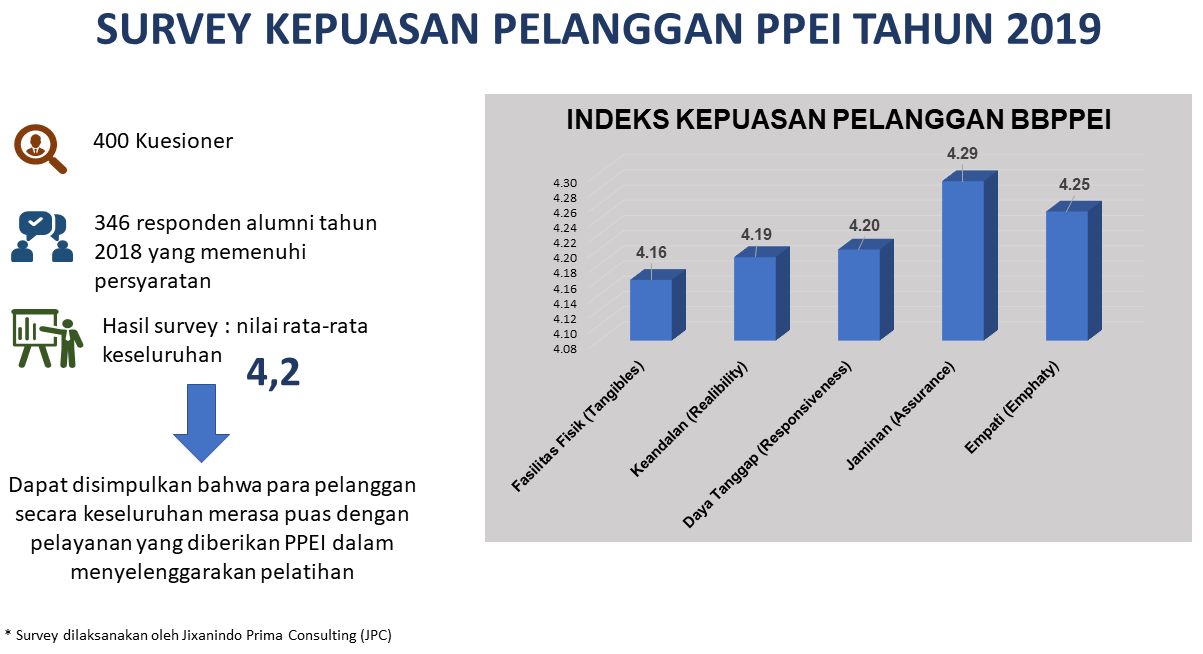 SURVEY KEPUASAN PELANGGAN PPEI TAHUN 2019
400 Kuesioner
346 responden alumni tahun
2018 yang memenuhi
persyaratan
Hasil survey : nilai rata-rata
keseluruhan
4,2
Dapat disimpulkan bahwa para pelanggan
secara keseluruhan merasa puas dengan
pelayanan yang diberikan PPEI dalam
menyelenggarakan pelatihan
* Survey dilaksanakan oleh Jixanindo Prima Consulting (JPC)
INDEKS KEPUASAN PELANGGAN BBPPEI
4.30
4.28
4.26
4.24
4.22
4.20
4.18
4.16
4.14
4.12
4.10
4.08
4.16
4.19
4.20
4.29
4.25
Fasilitas Fisik (Tangibles)
Keandalan (Realibility)
Daya Tanggap (Responsiveness)
Jaminan (Assurance)
Empati (Emphaty)